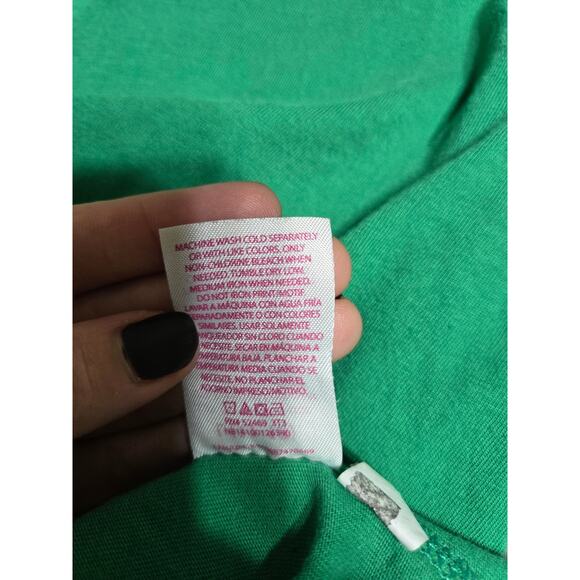 MACHINE WASH COLD SEPARATELY
OR WITH LIKE COLORS. ONLY
NON-CHLORINE BLEACH WHEN
NEEDED. TUMBLE DRY LOW.
MEDIUM IRON WHEN NEEDED.
DO NOT IRON PRINT/MOTIF.
LAVAR A MÁQUINA CON AGUA FRÍA
SEPARADAMENTE O CON COLORES
SIMILARES. USAR SOLAMENTE
BLANQUEADOR SIN CLORO CUANDO
NECESITE. SECAR EN MÁQUINA A
TEMPERATURA BAJA. PLANCHAR A
TEMPERATURA MEDIA CUANDO SE
NECESITE. NO PLANCHAR EL
ADORNO IMPRESO/MOTIVO.
52469 3T3